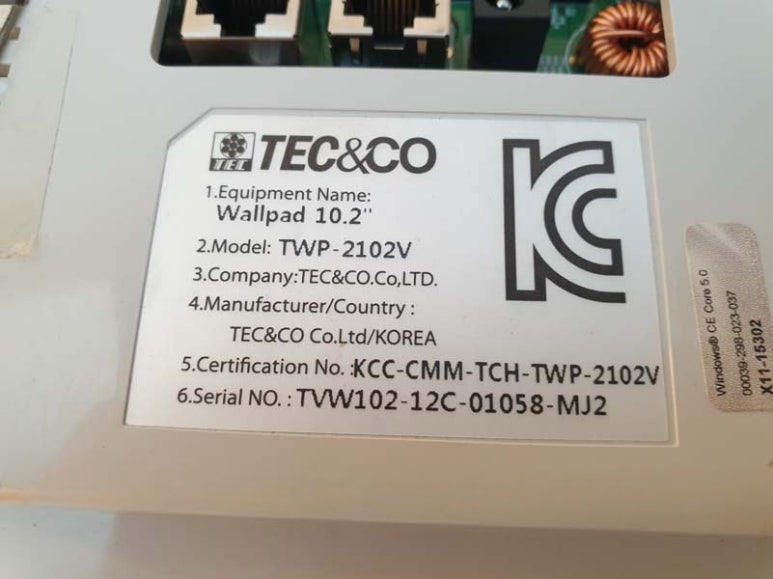 TEC&CO
T.E.L
1.Equipment Name:
Wallpad 10.2"
2.Model: TWP-2102V
3.Company:TEC&CO.Co,LTD.
4.Manufacturer/Country :
TEC&CO Co.Ltd/KOREA
5.Certification No. :KCC-CMM-TCH-TWP-2102V
6.Serial NO. : TVW102-12C-01058-MJ2
Windows® CE Core 5.0
00039-298-023-037
X11-15302